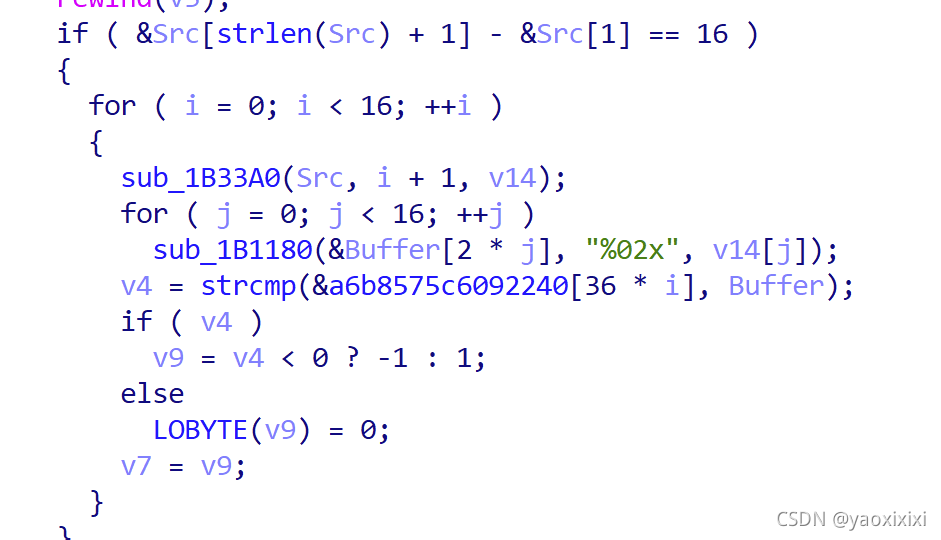 rewind(v5);
if ( &Src[strlen(Src) + 1] - &Src[1] == 16 )
{
for ( i = 0; i < 16; ++i )
{
sub_1B33A0(Src, i + 1, v14);
for ( j = 0; j < 16; ++j )
sub_1B1180(&Buffer[2 * j], "%02x", v14[j]);
v4 = strcmp(&a6b8575c6092240[36 * i], Buffer);
if ( v4 )
v9 = v4 < 0 ? -1 : 1;
else
LOBYTE(v9) = 0;
v7 = v9;
}
}
CSDN @yaoxixixi